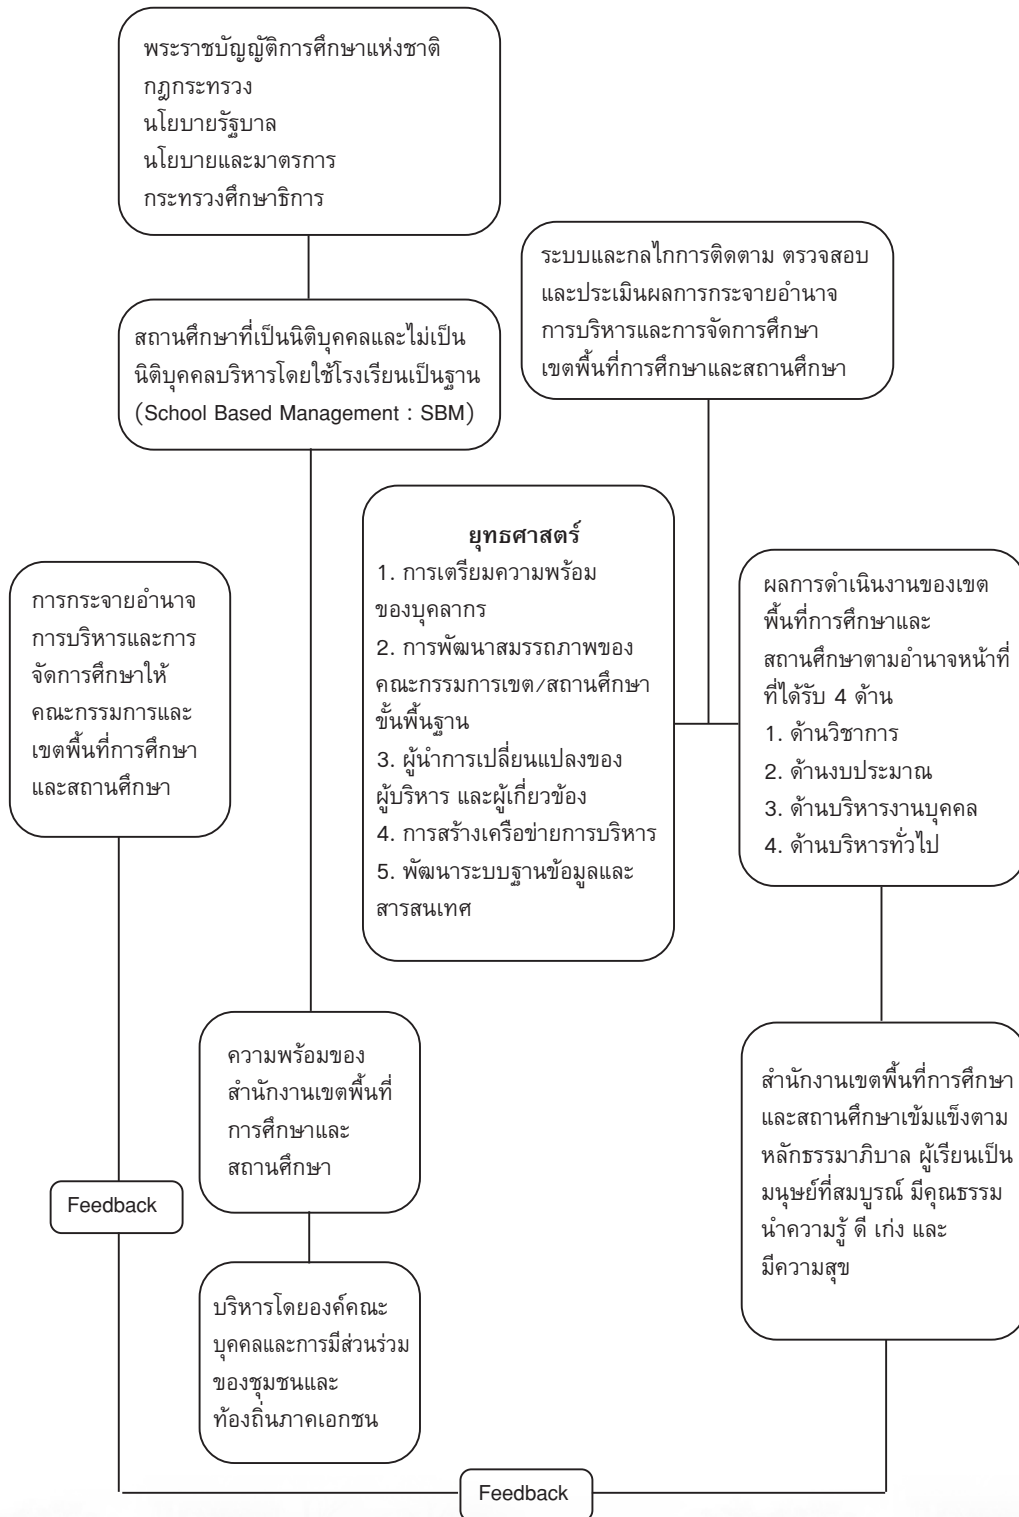 พระราชบัญญัติการศึกษาแห่งชาติ
กฎกระทรวง
นโยบายรัฐบาล
นโยบายและมาตรการ
กระทรวงศึกษาธิการ
ระบบและกลไกการติดตาม ตรวจสอบ
และประเมินผลการกระจายอำนาจ
การบริหารและการจัดการศึกษา
เขตพื้นที่การศึกษาและสถานศึกษา
สถานศึกษาที่เป็นนิติบุคคลและไม่เป็น
นิติบุคคลบริหารโดยใช้โรงเรียนเป็นฐาน
(School Based Management : SBM)
การกระจายอำนาจ
การบริหารและการ
จัดการศึกษาให้
คณะกรรมการและ
เขตพื้นที่การศึกษา
และสถานศึกษา
ยุทธศาสตร์
1. การเตรียมความพร้อม
ของบุคลากร
2. การพัฒนาสมรรถภาพของ
คณะกรรมการเขต/สถานศึกษา
ขั้นพื้นฐาน
3. ผู้นำการเปลี่ยนแปลงของ
ผู้บริหาร และผู้เกี่ยวข้อง
4. การสร้างเครือข่ายการบริหาร
5. พัฒนาระบบฐานข้อมูลและ
สารสนเทศ
ผลการดำเนินงานของเขต
พื้นที่การศึกษาและ
สถานศึกษาตามอำนาจหน้าที่
ที่ได้รับ 4 ด้าน
1. ด้านวิชาการ
2. ด้านงบประมาณ
3. ด้านบริหารงานบุคคล
4. ด้านบริหารทั่วไป
ความพร้อมของ
สำนักงานเขตพื้นที่
การศึกษาและ
สถานศึกษา
สำนักงานเขตพื้นที่การศึกษา
และสถานศึกษาเข้มแข็งตาม
หลักธรรมาภิบาล ผู้เรียนเป็น
มนุษย์ที่สมบูรณ์ มีคุณธรรม
นำความรู้ ดี เก่ง และ
มีความสุข
Feedback
บริหารโดยองค์คณะ
บุคคลและการมีส่วนร่วม
ของชุมชนและ
ท้องถิ่นภาคเอกชน
Feedback